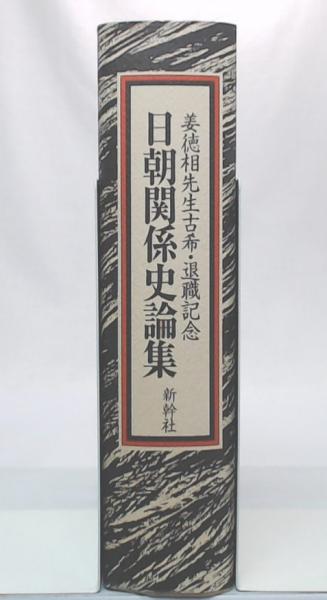 姜徳相先生古希・退職記念
日朝関係史論集
新幹社